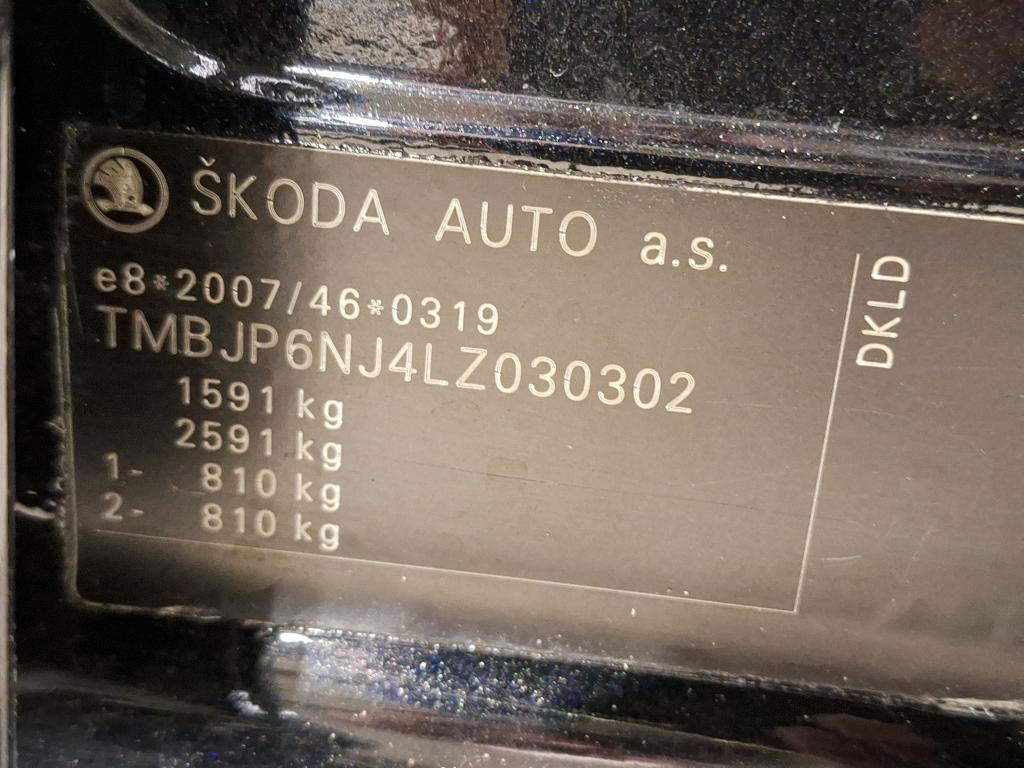 ŠKODA AUTO a.s.
e8*2007/46*0319
TMBJP6NJ4LZ030302
1591 kg
2591 kg
1- 810 kg
2- 810 kg
DKLD